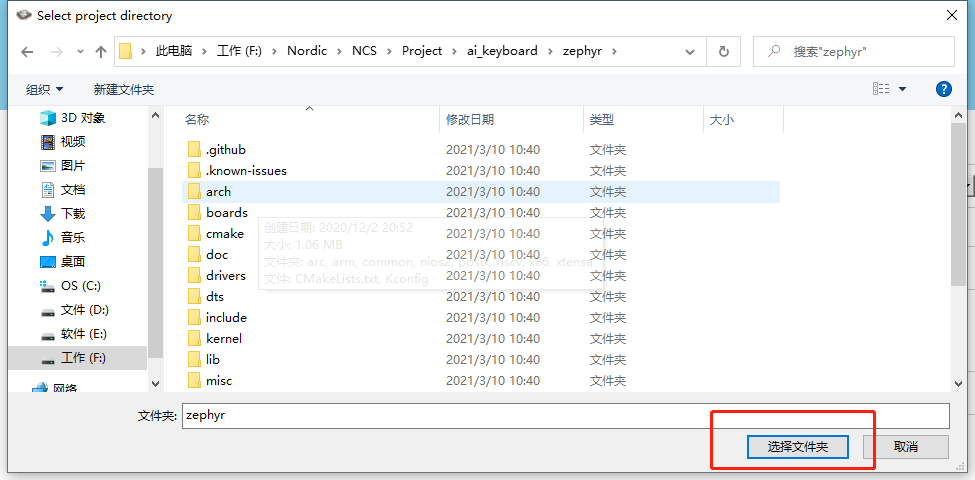 Select project directory
此电脑 > 工作 (F:) > Nordic > NCS > Project > ai_keyboard > zephyr >
搜索"zephyr"
组织 新建文件夹
名称 修改日期 类型 大小
3D 对象
视频
图片
文档
下载
音乐
桌面
OS (C:)
文件 (D:)
软件 (E:)
工作 (F:)
网络
.github 2021/3/10 10:40 文件夹
.known-issues 2021/3/10 10:40 文件夹
arch 2021/3/10 10:40 文件夹
boards 2021/3/10 10:40 文件夹
cmake 2021/3/10 10:40 文件夹
doc 2021/3/10 10:40 文件夹
drivers 2021/3/10 10:40 文件夹
dts 2021/3/10 10:40 文件夹
include 2021/3/10 10:40 文件夹
kernel 2021/3/10 10:40 文件夹
lib 2021/3/10 10:40 文件夹
misc 2021/3/10 10:40 文件夹
创建日期: 2020/12/2 20:52
大小: 1.06 MB
文件夹: arc, arm, common, nios2, posix, riscv, x86, xtensa
文件: CMakeLists.txt, Kconfig
文件夹: zephyr
选择文件夹 取消